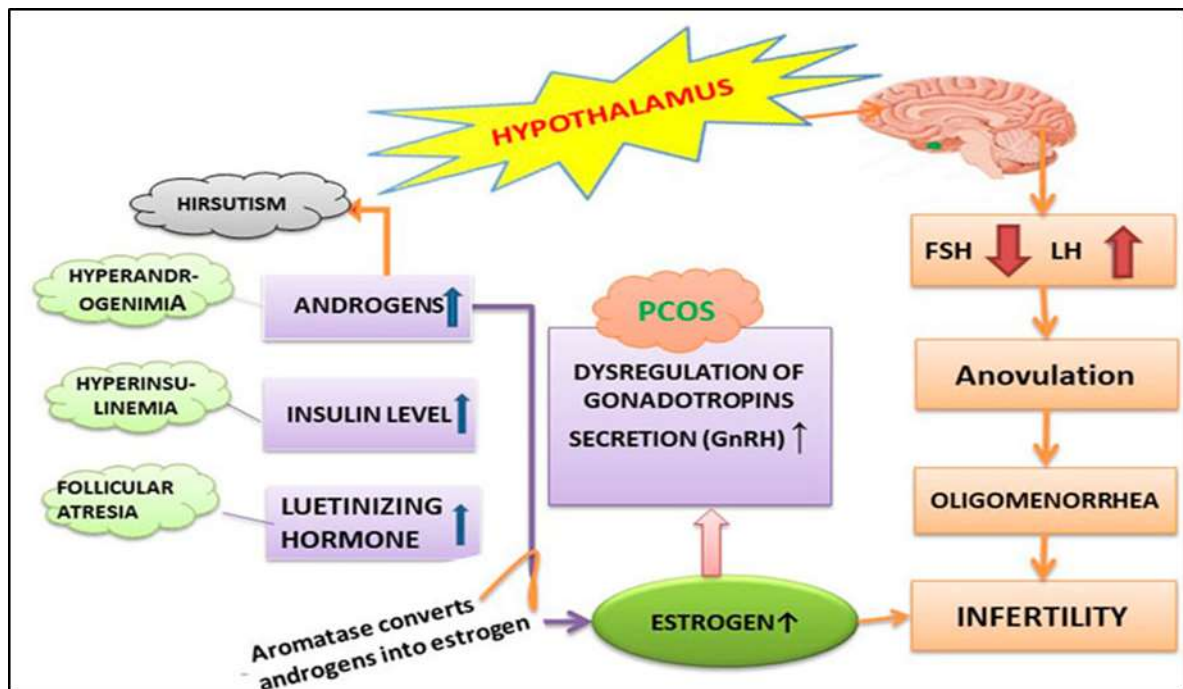 HYPOTHALAMUS
HIRSUTISM
HYPERANDR-
OGENIMIA
ANDROGENS
HYPERINSU-
LINEMIA
INSULIN LEVEL
FOLLICULAR
ATRESIA
LUETINIZING
HORMONE
Aromatase converts
androgens into estrogen
PCOS
DYSREGULATION OF
GONADOTROPINS
SECRETION (GnRH) ↑
ESTROGEN↑
FSH LH
Anovulation
OLIGOMENORRHEA
INFERTILITY